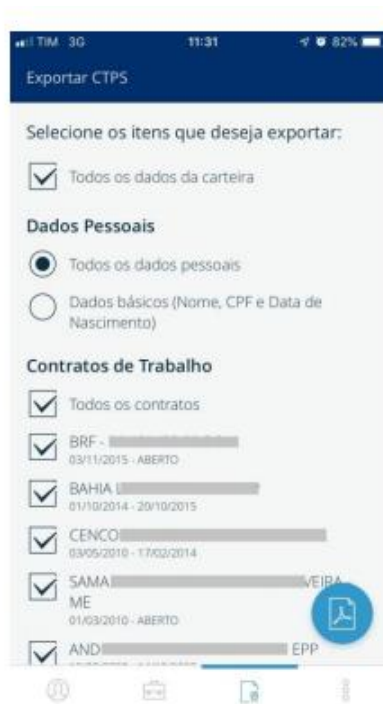 TIM 3G 11:31 82%
Exportar CTPS
Selecione os itens que deseja exportar:
Todos os dados da carteira
Dados Pessoais
Todos os dados pessoais
Dados básicos (Nome, CPF e Data de
Nascimento)
Contratos de Trabalho
Todos os contratos
BRF -
03/11/2015 - ABERTO
BAHIA
01/10/2014 - 20/10/2015
CENCO
03/05/2010 - 17/02/2014
SAMA VEIRA
ME
01/03/2010 - ABERTO
AND EPP